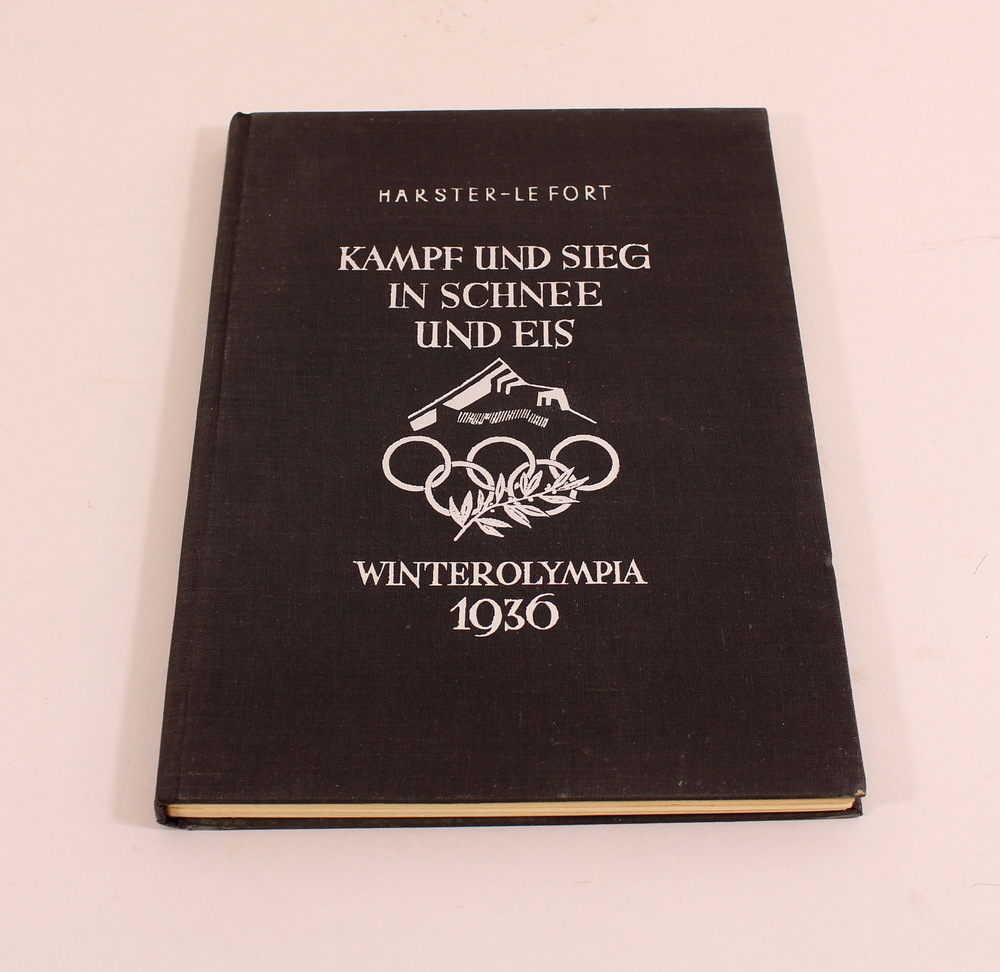 HARSTER-LE FORT
KAMPF UND SIEG
IN SCHNEE
UND EIS
WINTEROLYMPIA
1936